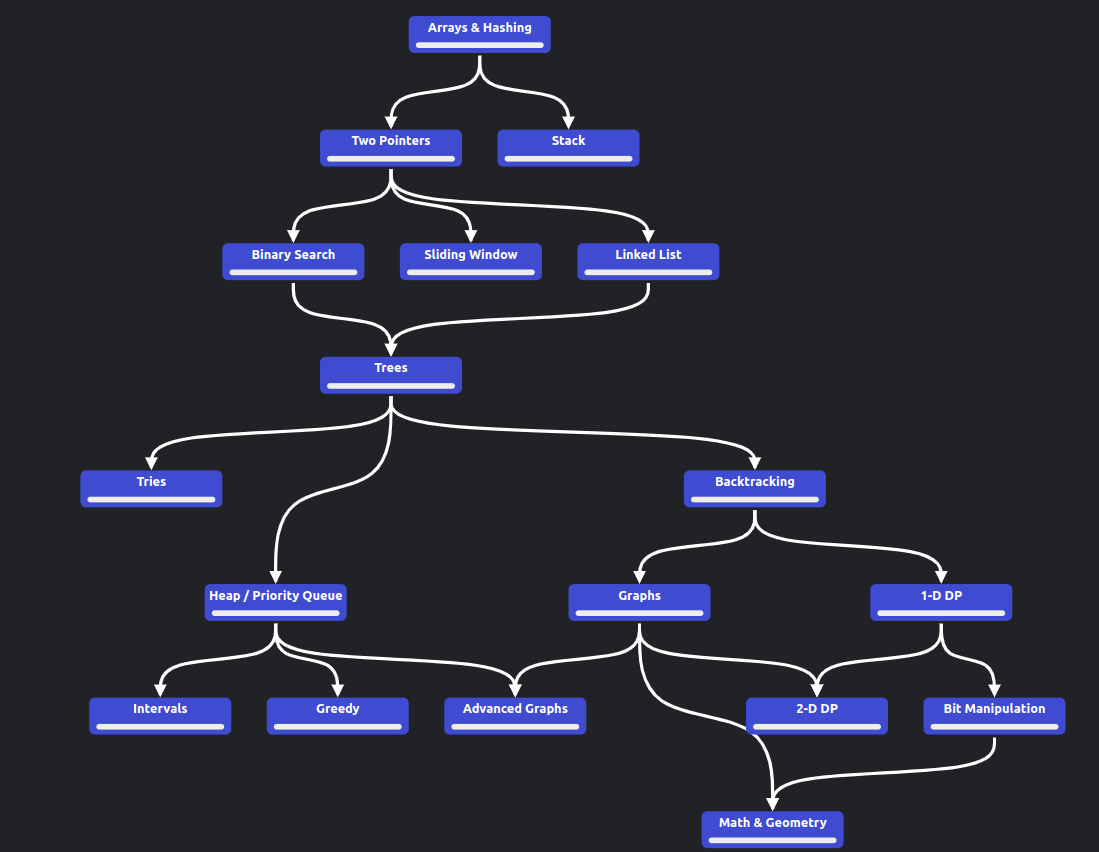 Arrays & Hashing
Two Pointers
Stack
Binary Search
Sliding Window
Linked List
Trees
Tries
Backtracking
Heap / Priority Queue
Graphs
1-D DP
Intervals
Greedy
Advanced Graphs
2-D DP
Bit Manipulation
Math & Geometry